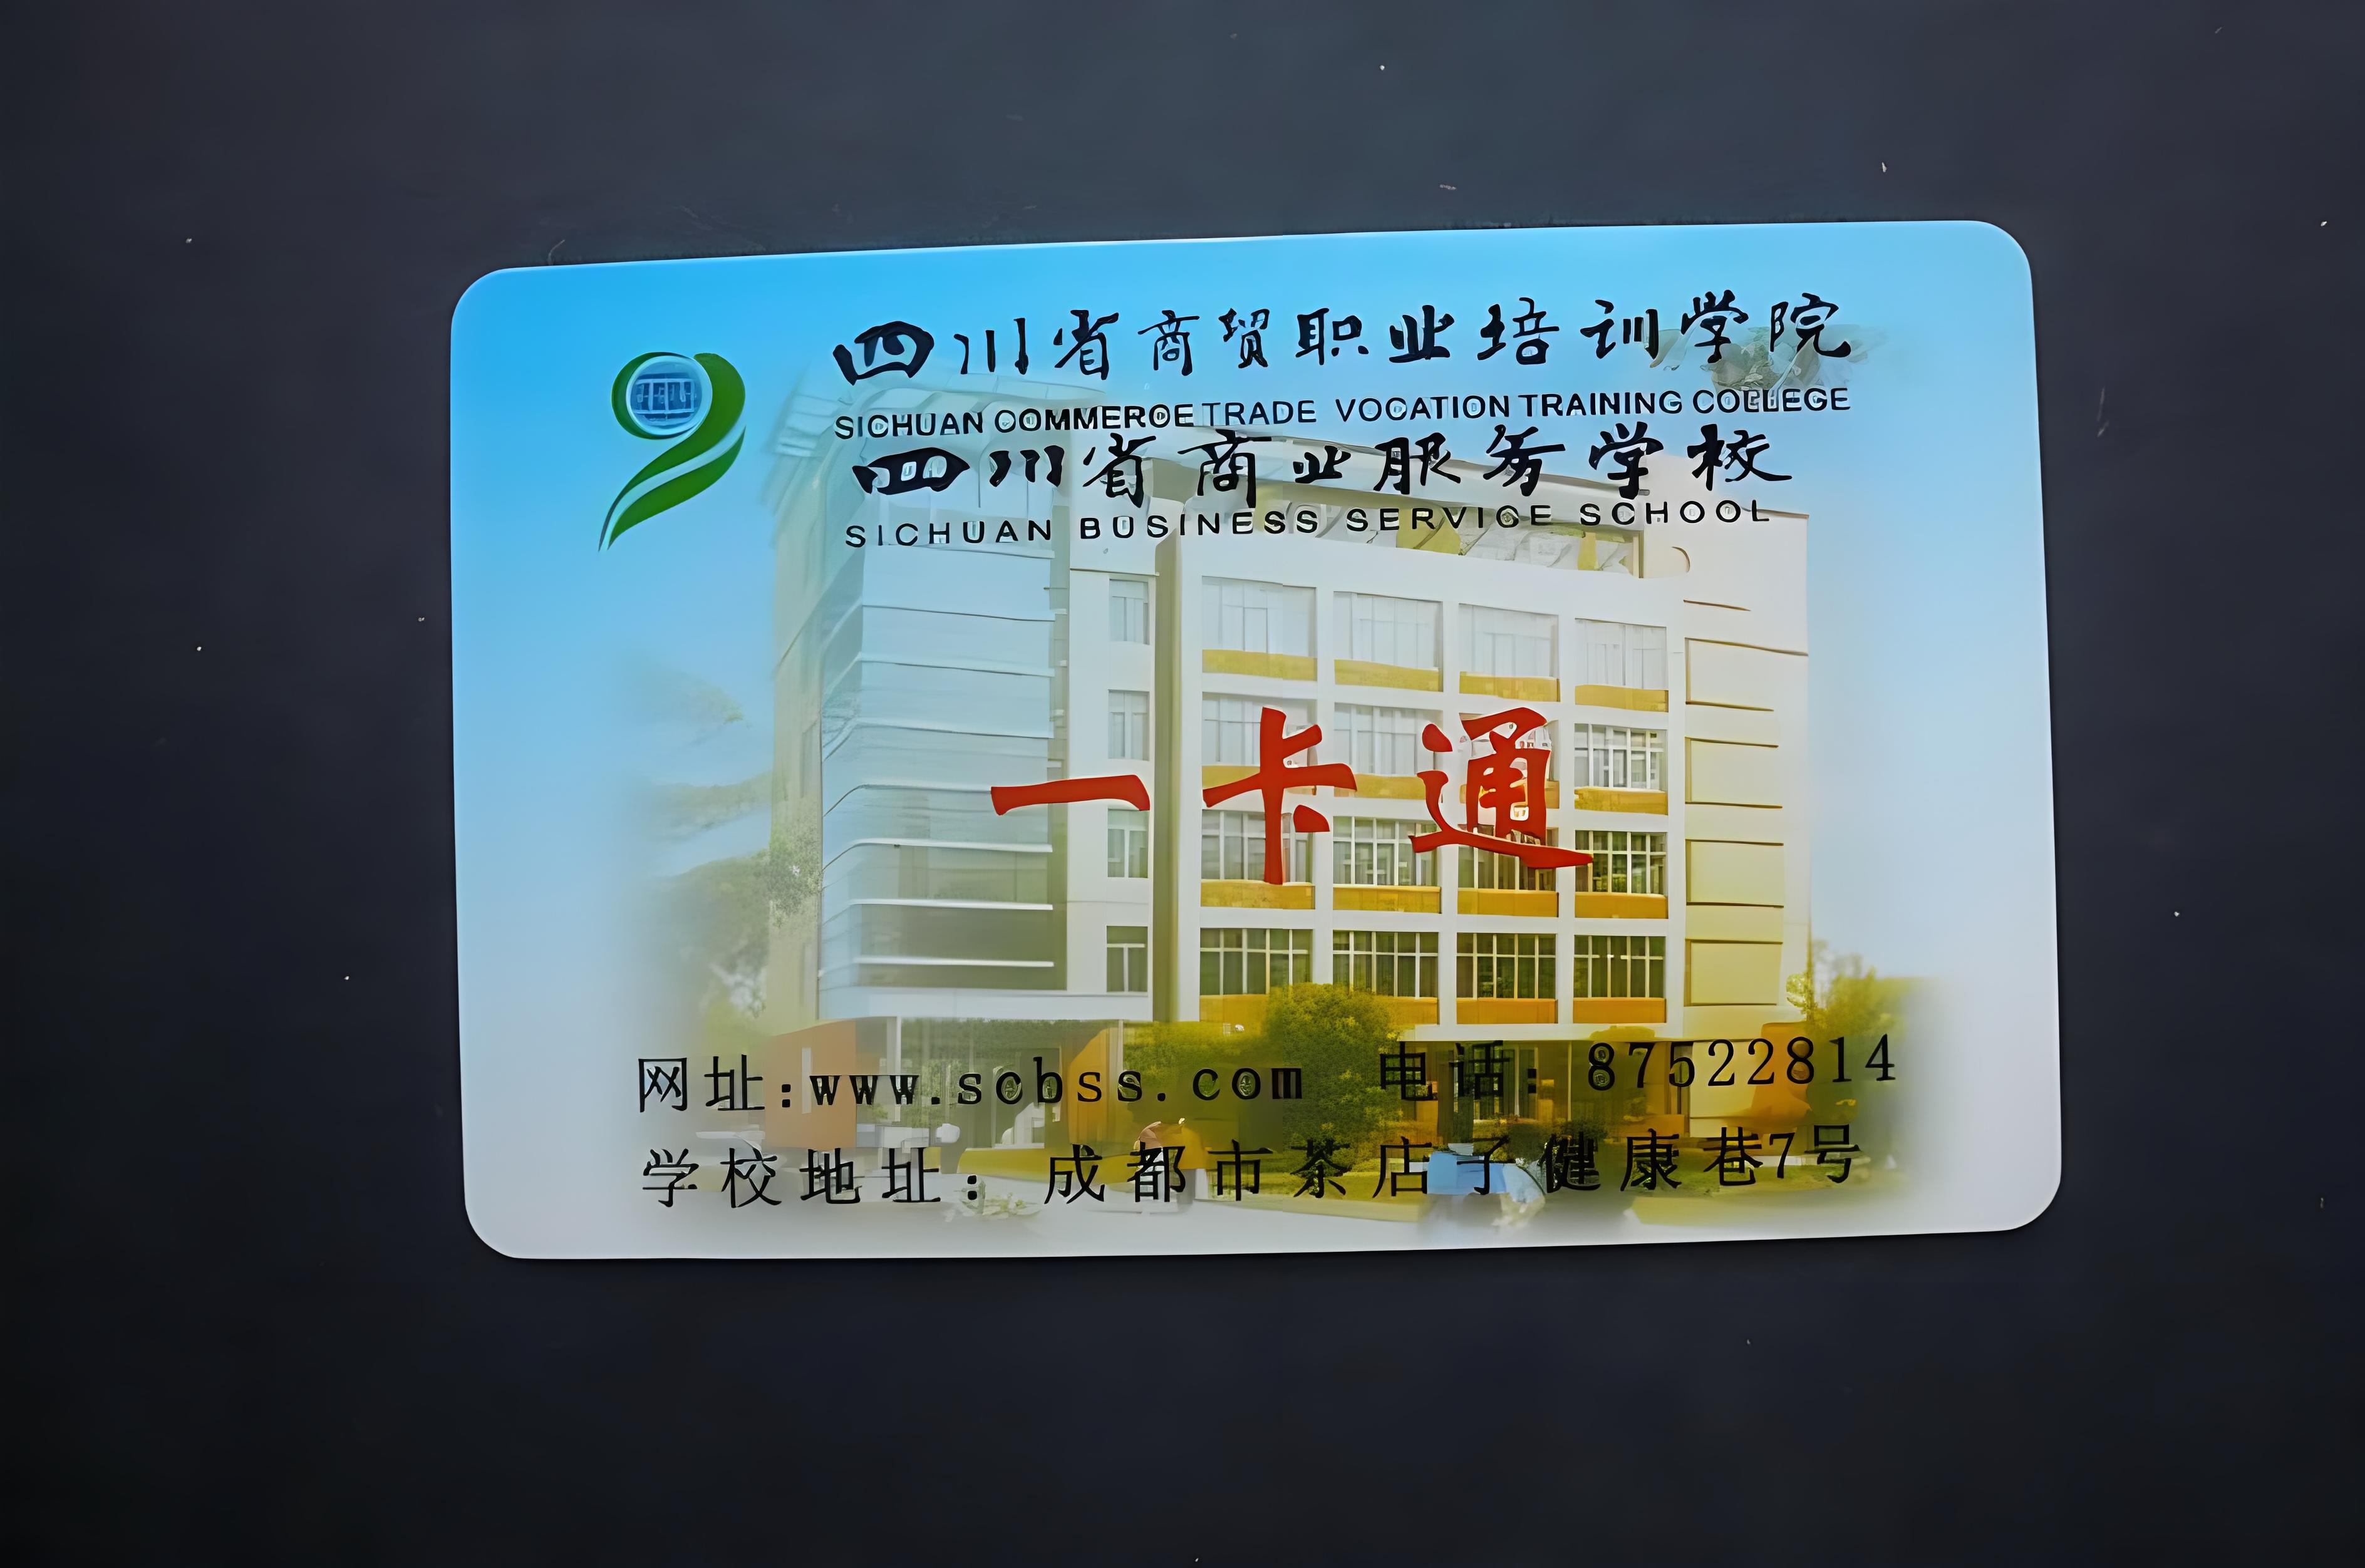 四川省商贸职业培训学院
SICHUAN COMMERCE TRADE VOCATION TRAINING COLLEGE
四川省商业服务学校
SICHUAN BUSINESS SERVICE SCHOOL
一卡通
网址:www.scbss.com 电话: 87522814
学校地址: 成都市茶店子健康巷7号